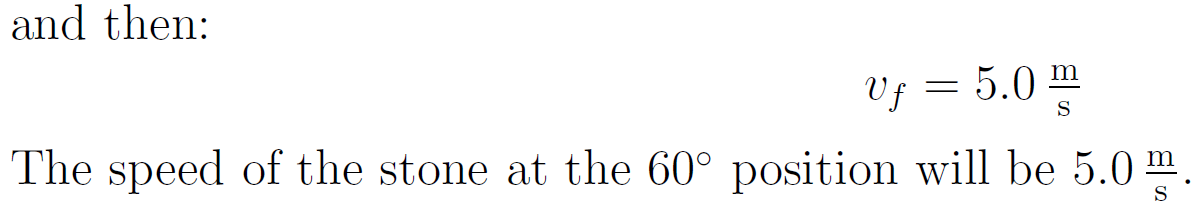 and then:
v_f = 5.0 m/s
The speed of the stone at the 60° position will be 5.0 m/s.